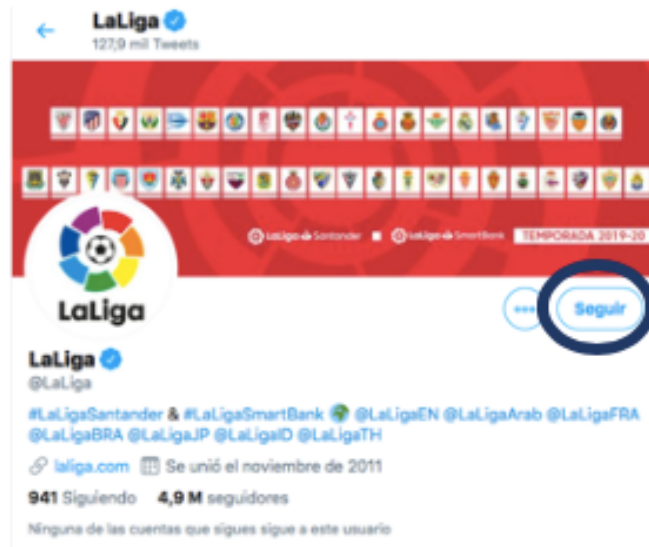 LaLiga
127,9 mil Tweets
LaLiga Santander LaLiga SmartBank TEMPORADA 2019-20
LaLiga
Seguir
LaLiga
@LaLiga
#LaLigaSantander & #LaLigaSmartBank @LaLigaEN @LaLigaArab @LaLigaFRA
@LaLigaBRA @LaLigaJP @LaLigaID @LaLigaTH
laliga.com Se unió el noviembre de 2011
941 Siguiendo 4,9 M seguidores
Ninguna de las cuentas que sigues sigue a este usuario